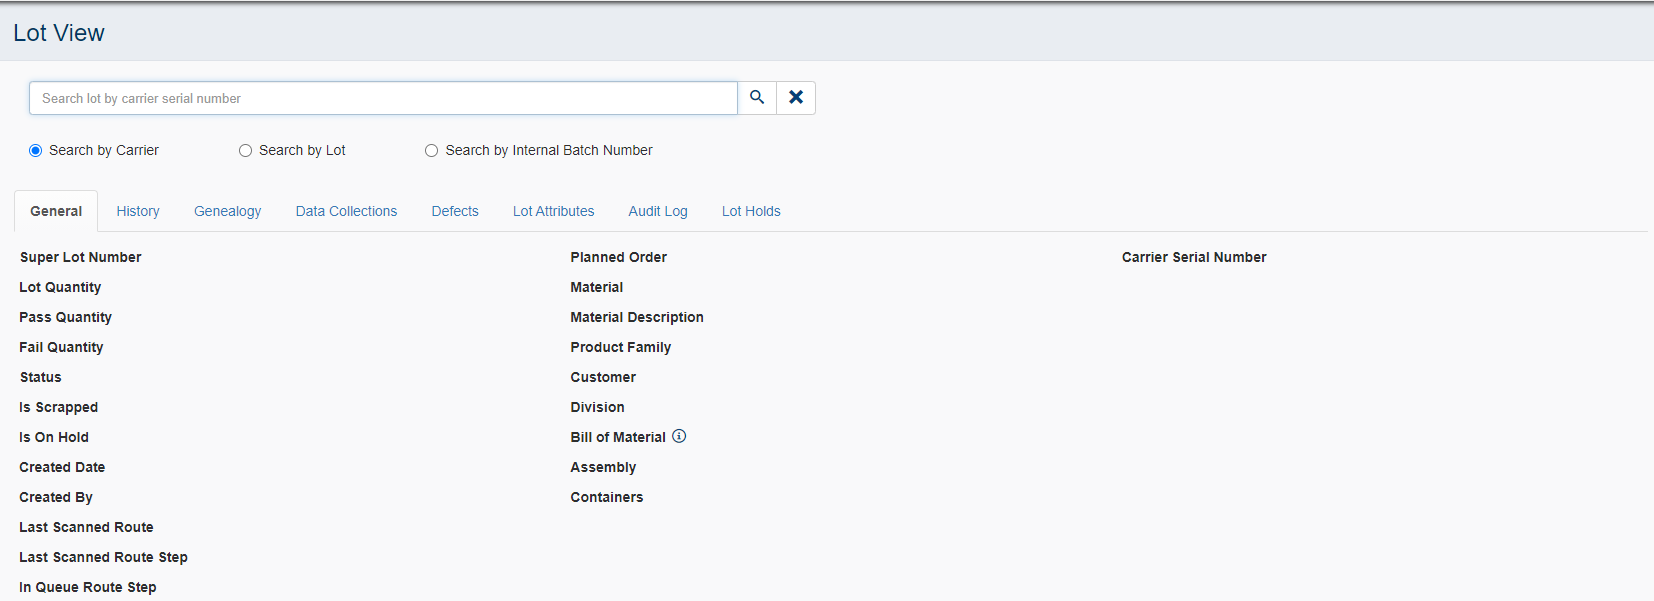 Lot View
Search lot by carrier serial number
Search by Carrier
Search by Lot
Search by Internal Batch Number
General
History
Genealogy
Data Collections
Defects
Lot Attributes
Audit Log
Lot Holds
Super Lot Number
Lot Quantity
Pass Quantity
Fail Quantity
Status
Is Scrapped
Is On Hold
Created Date
Created By
Last Scanned Route
Last Scanned Route Step
In Queue Route Step
Planned Order
Material
Material Description
Product Family
Customer
Division
Bill of Material
Assembly
Containers
Carrier Serial Number